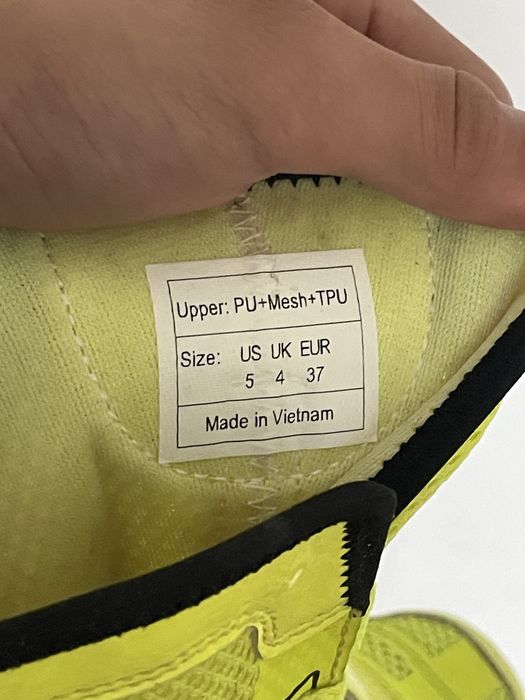 Upper: PU+Mesh+TPU
Size: US UK EUR
5 4 37
Made in Vietnam